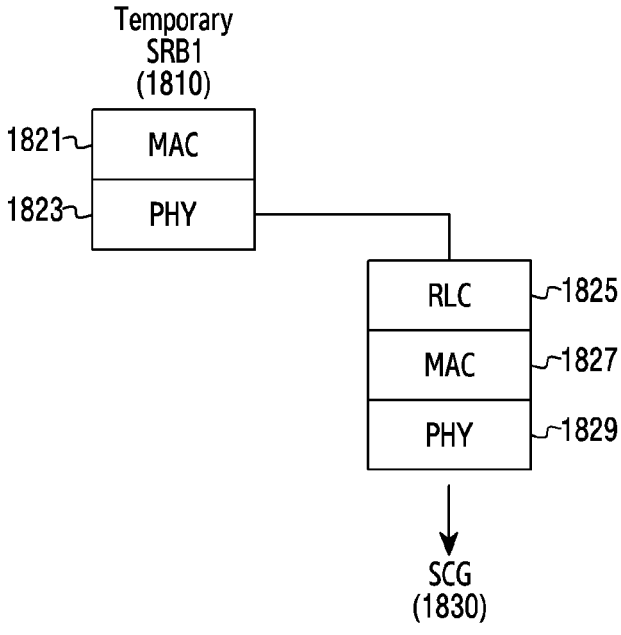 Temporary
SRB1
(1810)
1821
MAC
1823
PHY
RLC
1825
MAC
1827
PHY
1829
SCG
(1830)